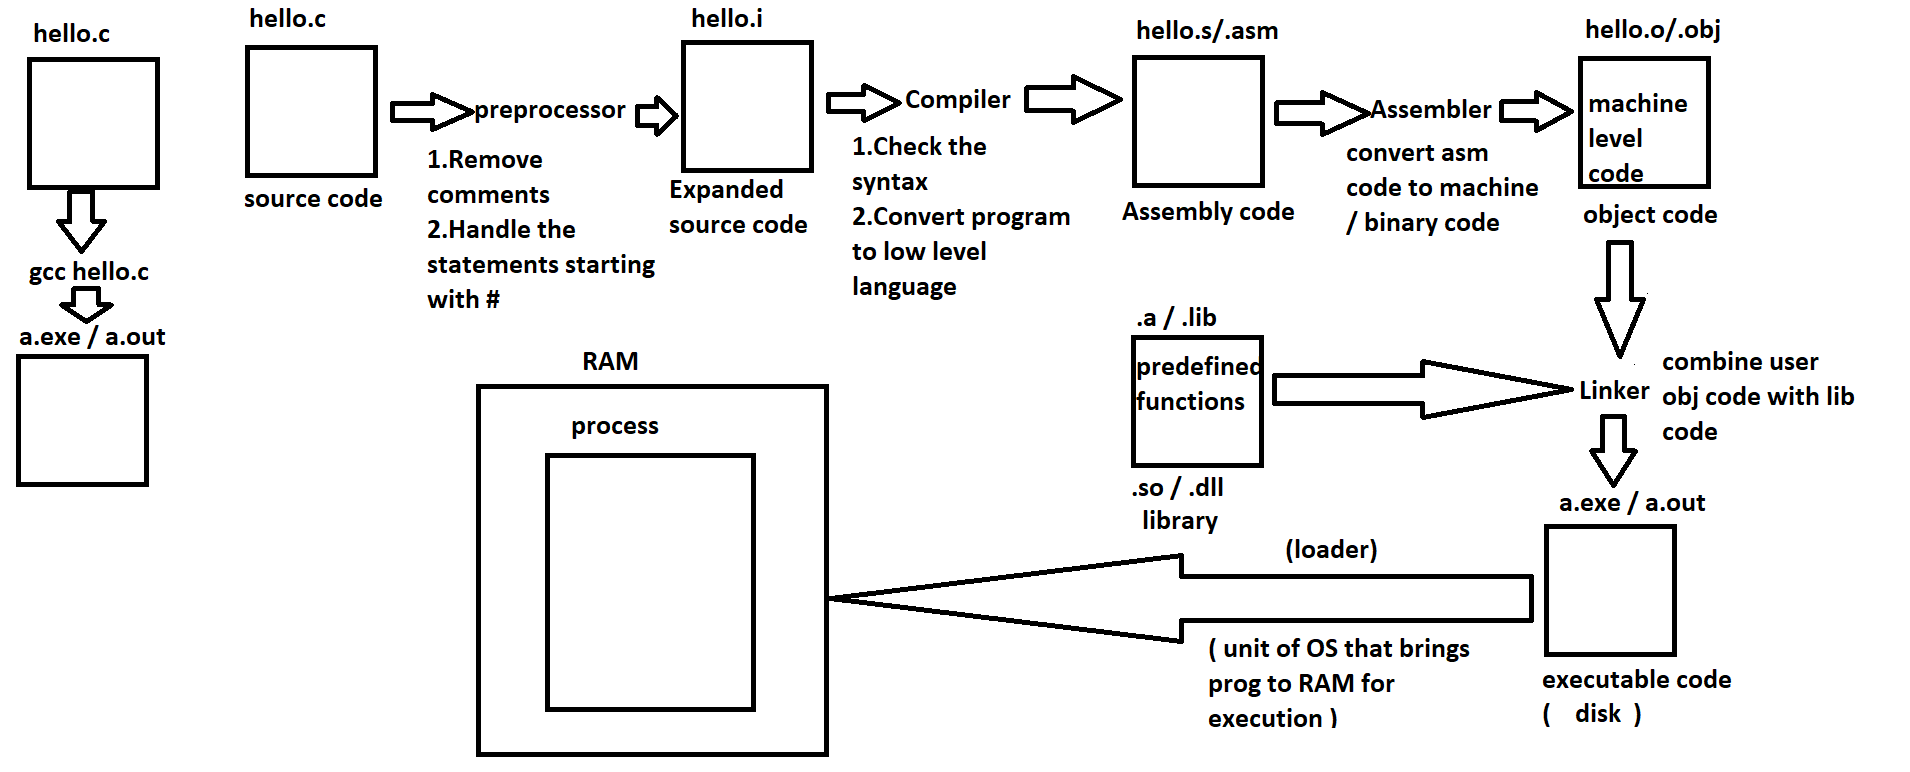 hello.c
gcc hello.c
a.exe / a.out
hello.c
source code
preprocessor
1.Remove
comments
2.Handle the
statements starting
with #
hello.i
Expanded
source code
Compiler
1.Check the
syntax
2.Convert program
to low level
language
hello.s/.asm
Assembly code
Assembler
convert asm
code to machine
/ binary code
hello.o/.obj
machine
level
code
object code
.a / .lib
predefined
functions
.so / .dll
library
Linker
combine user
obj code with lib
code
a.exe / a.out
executable code
( disk )
(loader)
( unit of OS that brings
prog to RAM for
execution )
RAM
process